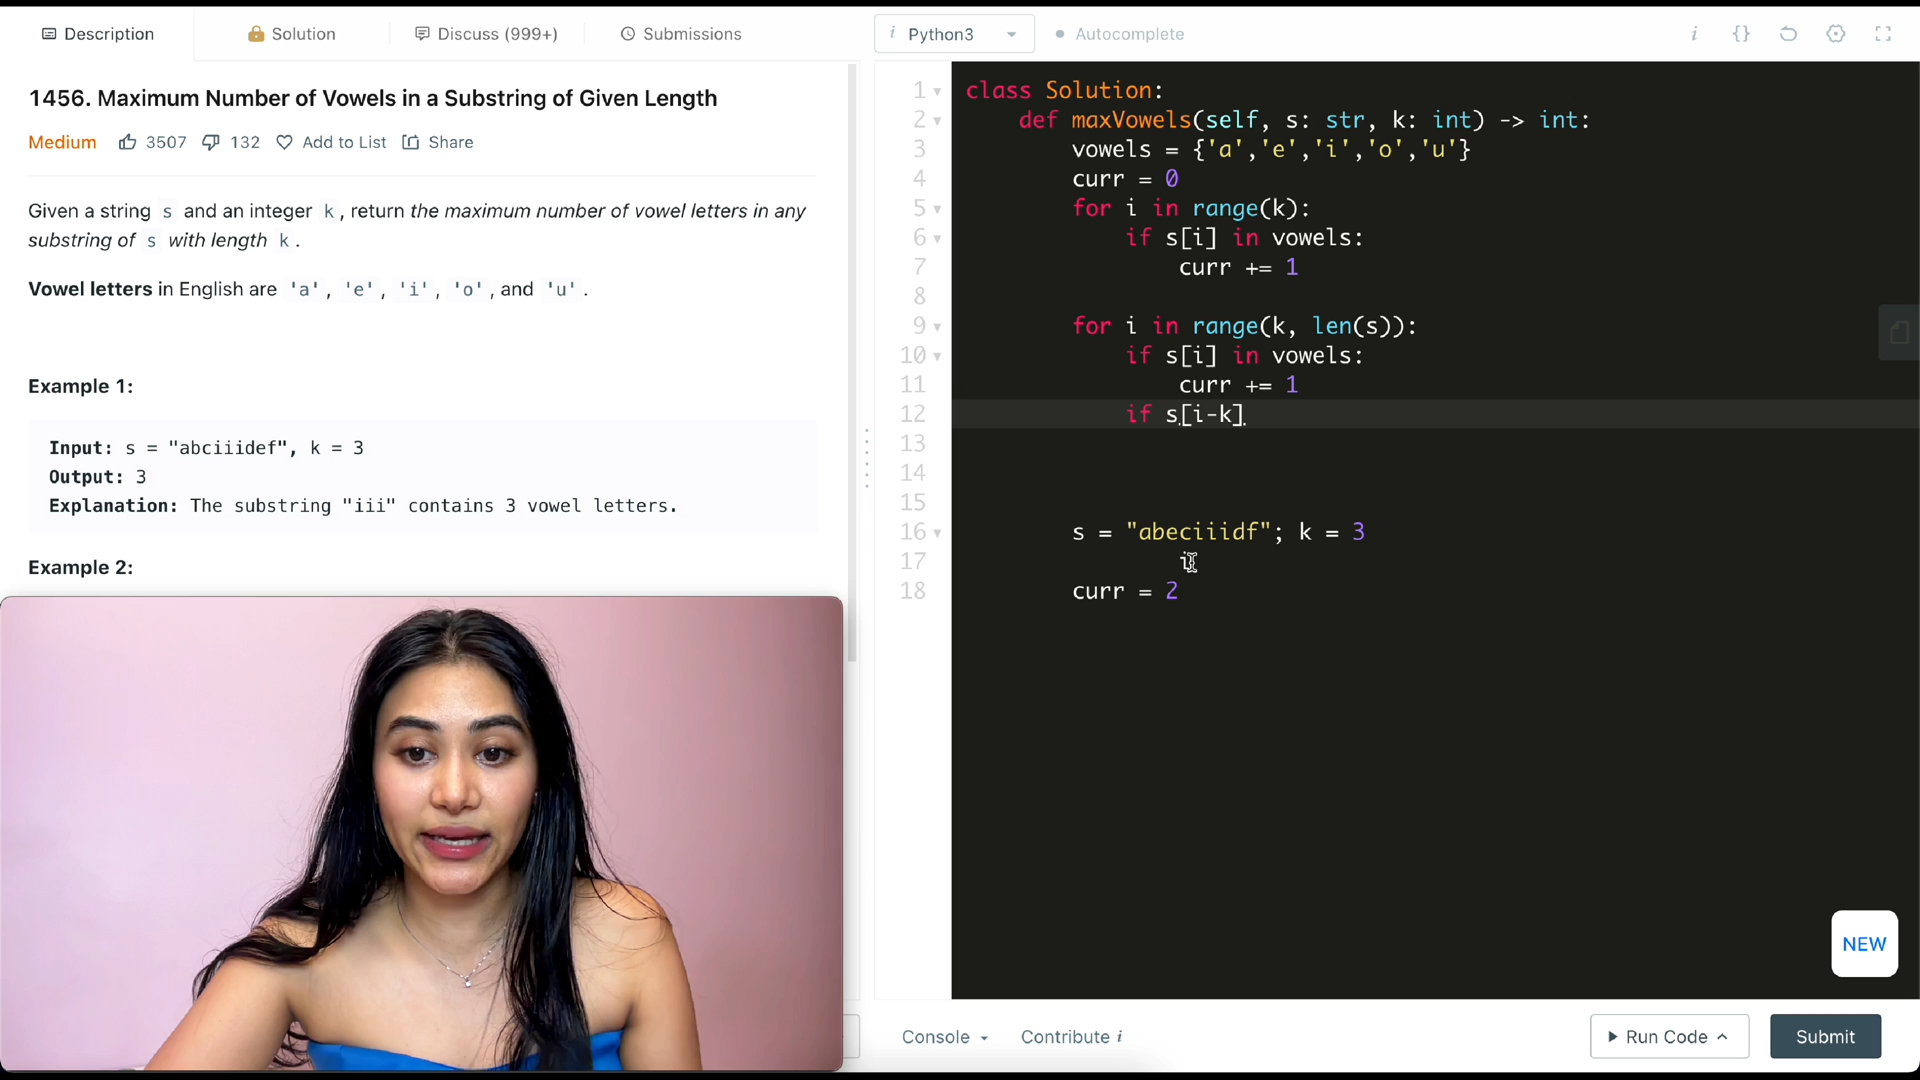 Description
Solution
Discuss (999+)
Submissions
1456. Maximum Number of Vowels in a Substring of Given Length
Medium 3507 132 Add to List Share
Given a string s and an integer k, return the maximum number of vowel letters in any
substring of s with length k.
Vowel letters in English are 'a', 'e', 'i', 'o', and 'u'.
Example 1:
Input: s = "abciiidef", k = 3
Output: 3
Explanation: The substring "iii" contains 3 vowel letters.
Example 2:
i Python3
Autocomplete
i {}
1 class Solution:
2 def maxVowels(self, s: str, k: int) -> int:
3 vowels = {'a','e','i','o','u'}
4 curr = 0
5 for i in range(k):
6 if s[i] in vowels:
7 curr += 1
8
9 for i in range(k, len(s)):
10 if s[i] in vowels:
11 curr += 1
12 if s[i-k]
13
14
15
16 s = "abeciiidf"; k = 3
17 i
18 curr = 2
NEW
Console
Contribute i
Run Code
Submit